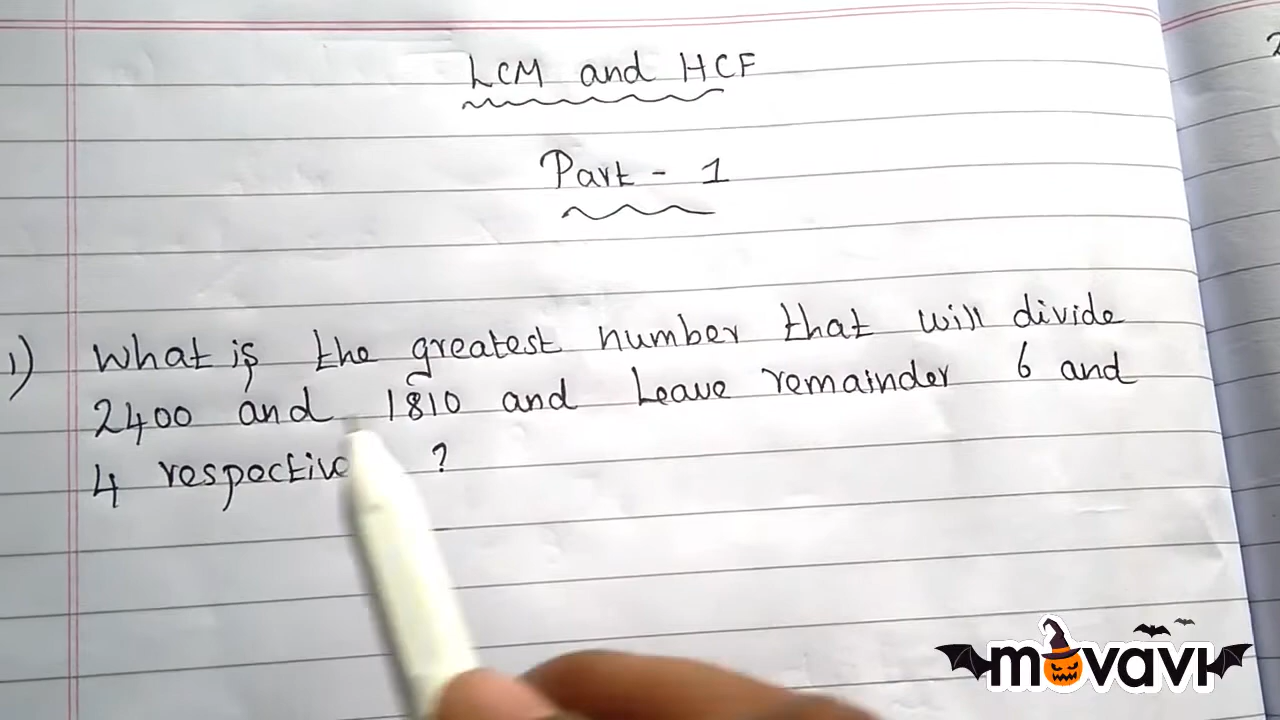 LCM and HCF
Part - 1
1) What is the greatest number that will divide
2400 and 1810 and Leave remainder 6 and
4 ?
movavi